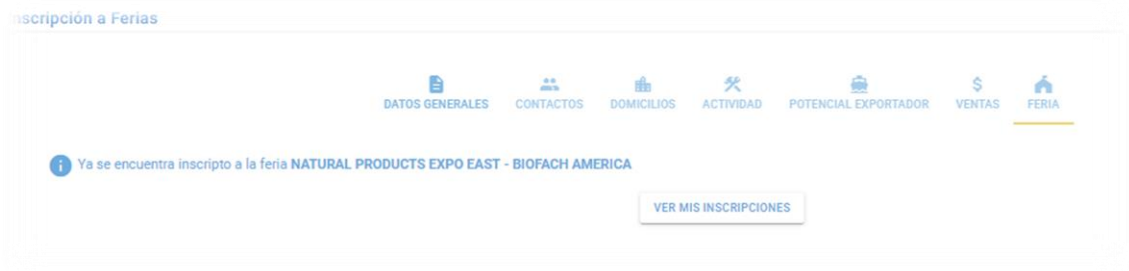 nscripción a Ferias
DATOS GENERALES CONTACTOS DOMICILIOS ACTIVIDAD POTENCIAL EXPORTADOR VENTAS FERIA
Ya se encuentra inscripto a la feria NATURAL PRODUCTS EXPO EAST - BIOFACH AMERICA
VER MIS INSCRIPCIONES